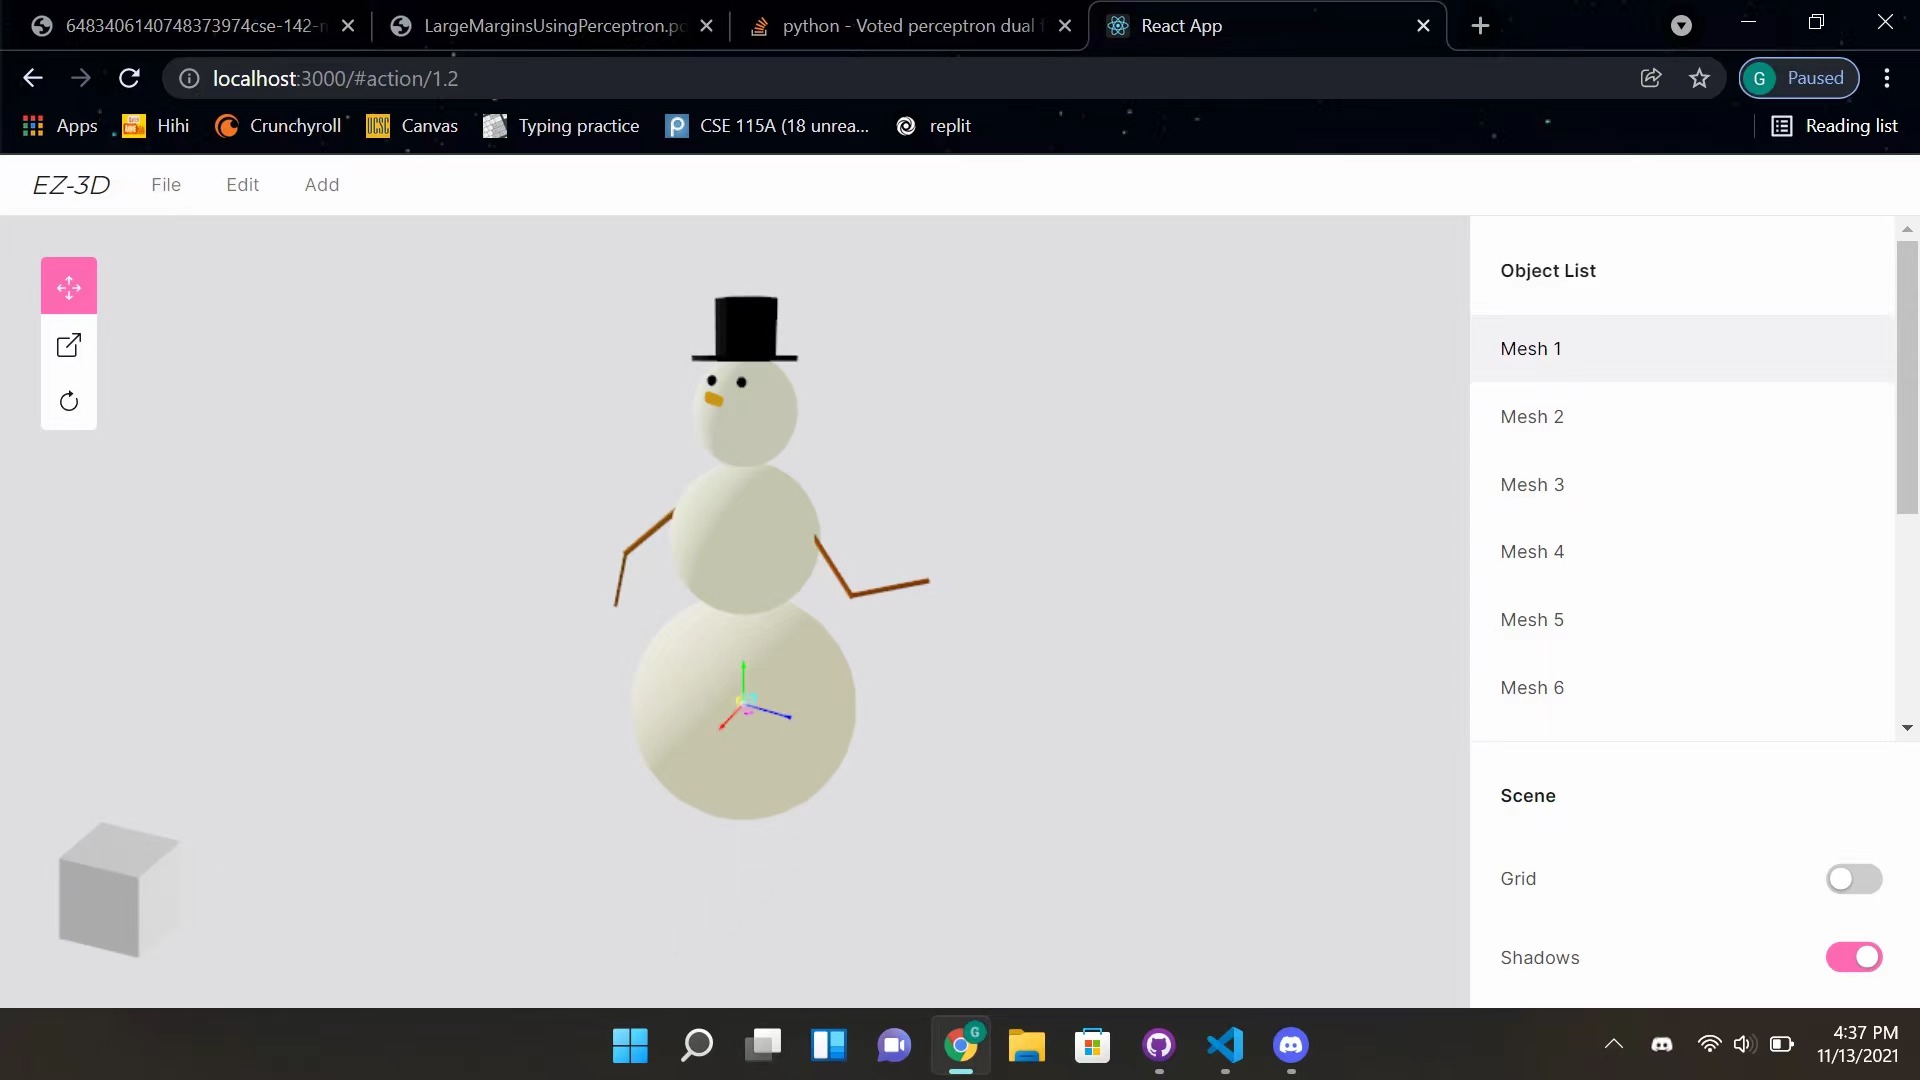 6483406140748373974cse-142-
LargeMarginsUsingPerceptron.
python - Voted perceptron dual
React App
localhost:3000/#action/1.2
G
Paused
Apps
Hihi
Crunchyroll
UCSC
Canvas
Typing practice
CSE 115A (18 unrea...
replit
Reading list
EZ-3D
File
Edit
Add
Object List
Mesh 1
Mesh 2
Mesh 3
Mesh 4
Mesh 5
Mesh 6
Scene
Grid
Shadows
G
4:37 PM
11/13/2021